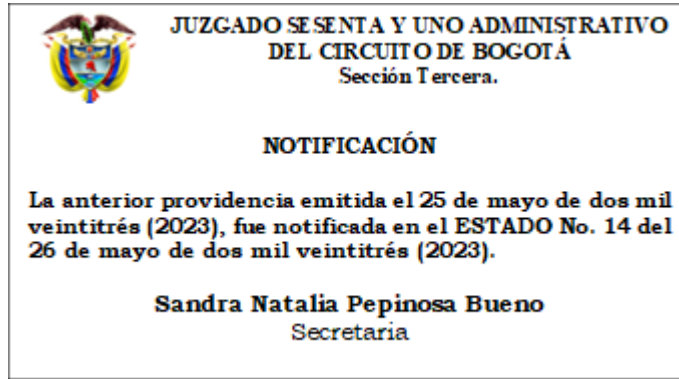 JUZGADO SESENTA Y UNO ADMINISTRATIVO
DEL CIRCUITO DE BOGOTÁ
Sección Tercera.
NOTIFICACIÓN
La anterior providencia emitida el 25 de mayo de dos mil
veintitrés (2023), fue notificada en el ESTADO No. 14 del
26 de mayo de dos mil veintitrés (2023).
Sandra Natalia Pepinosa Bueno
Secretaria